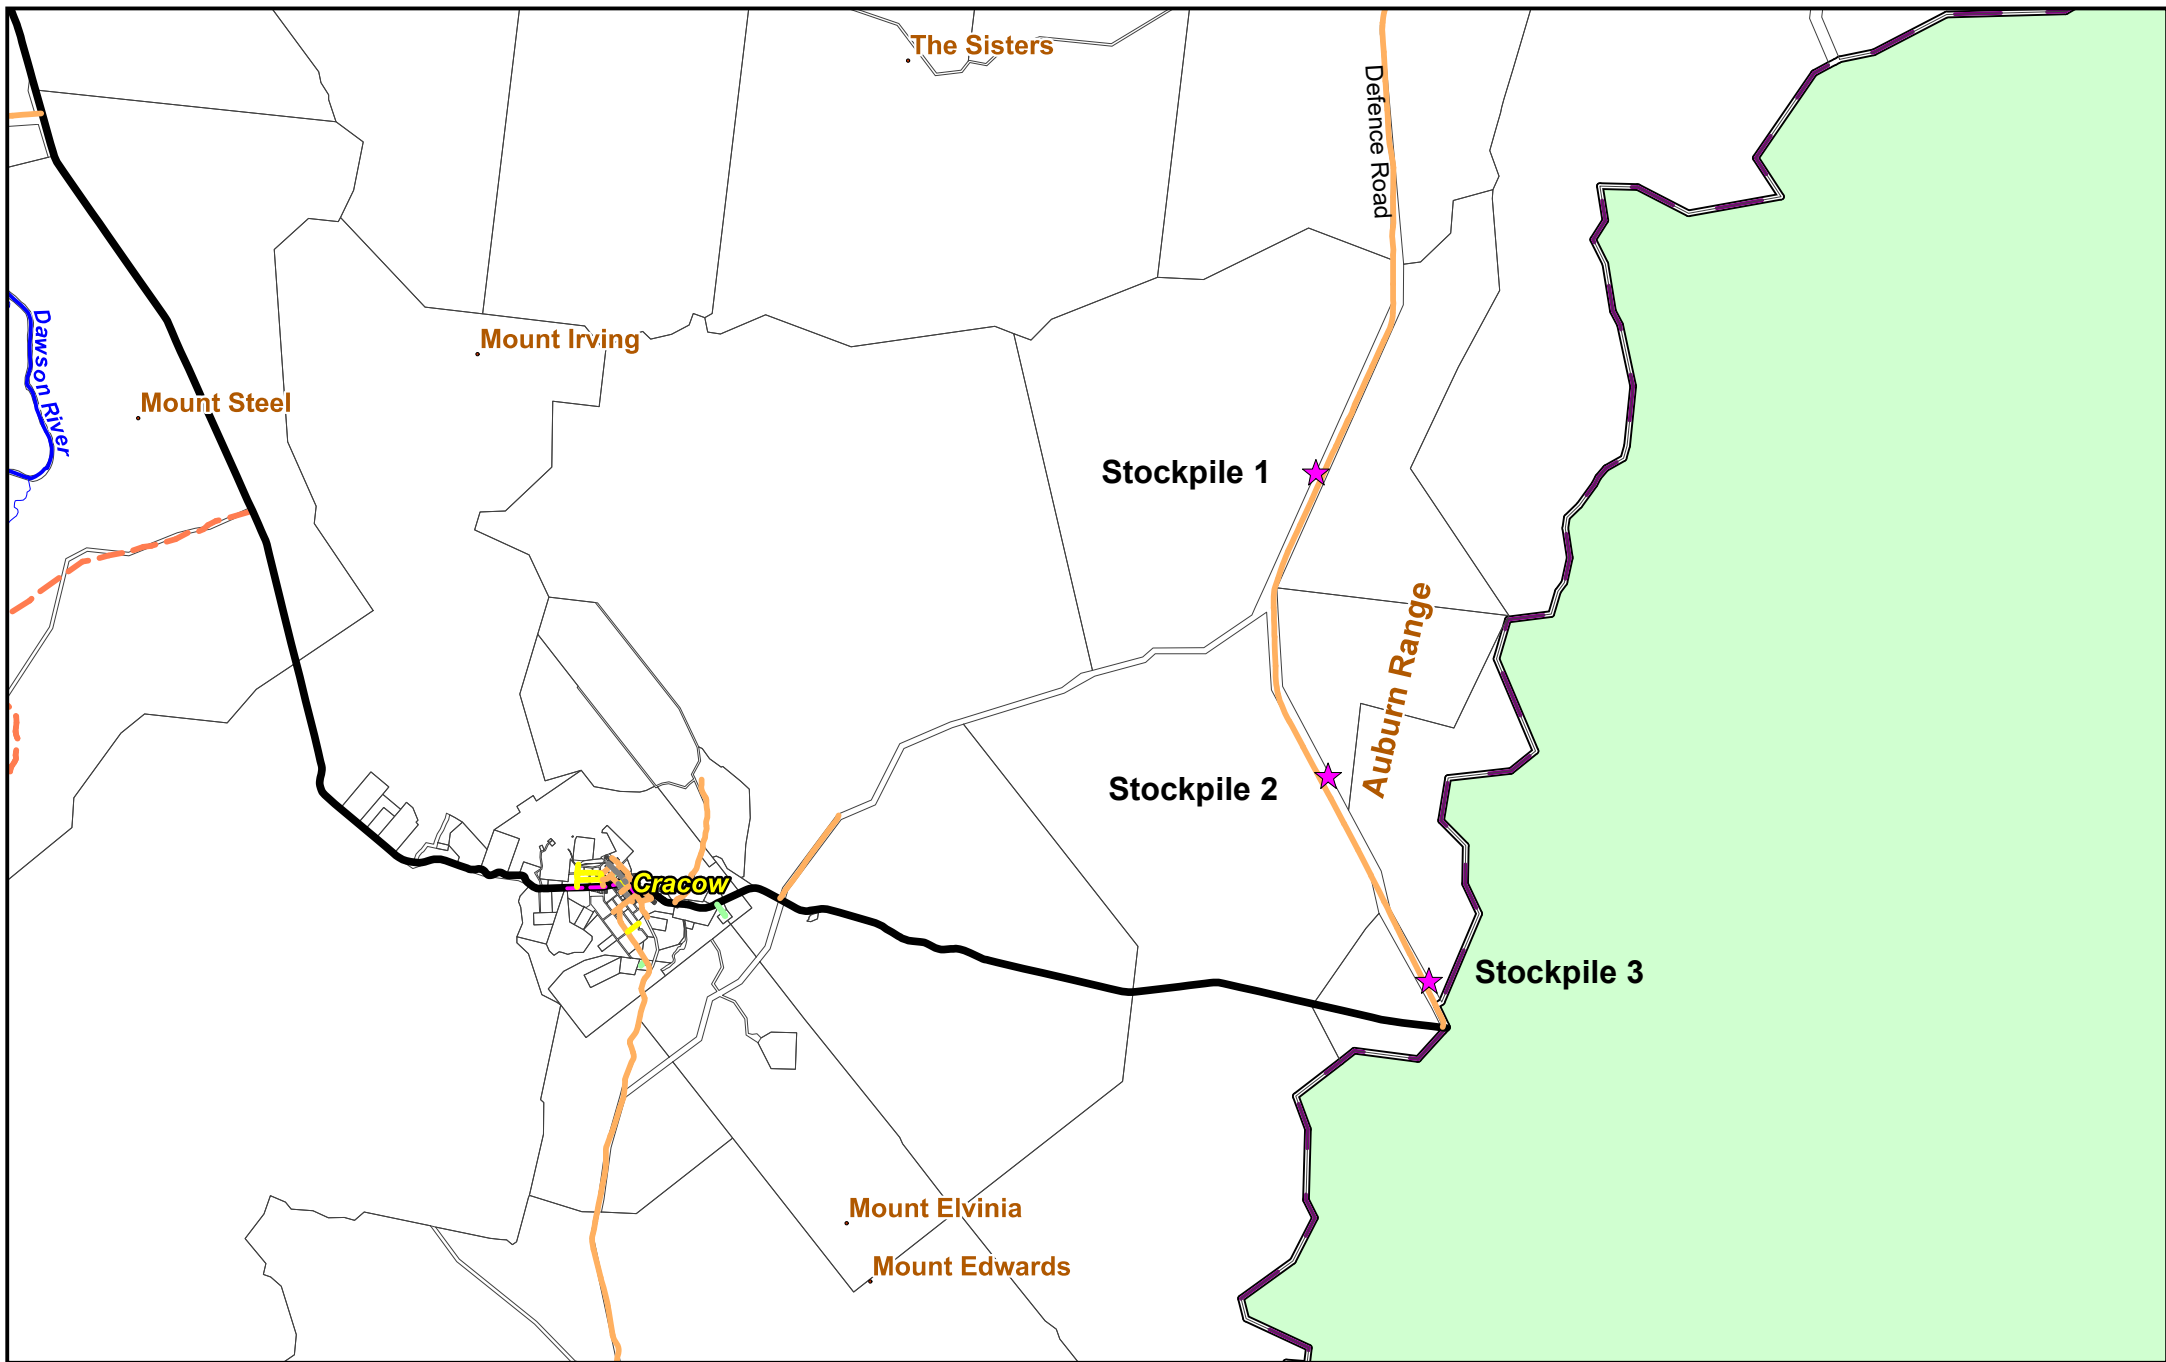 The Sisters
Defence Road
Dawson River
Mount Irving
Mount Steel
Stockpile 1
Auburn Range
Stockpile 2
Cracow
Stockpile 3
Mount Elvinia
Mount Edwards